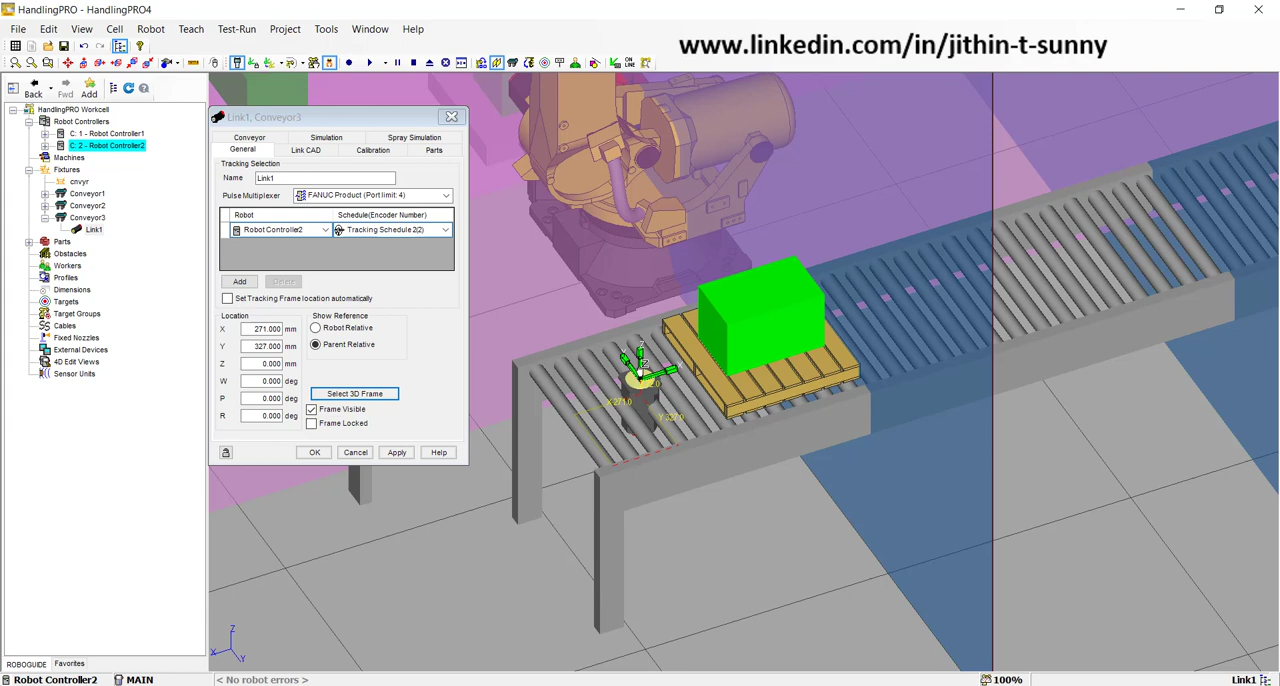 HandlingPRO - HandlingPRO4
File Edit View Cell Robot Teach Test-Run Project Tools Window Help
www.linkedin.com/in/jithin-t-sunny
ON LINE
Back Fwd Add
HandlingPRO Workcell
Robot Controllers
C: 1 - Robot Controller1
C: 2 - Robot Controller2
Machines
Fixtures
cnvyr
Conveyor1
Conveyor2
Conveyor3
Link1
Parts
Obstacles
Workers
Profiles
Dimensions
Targets
Target Groups
Cables
Fixed Nozzles
External Devices
4D Edit Views
Sensor Units
ROBOGUIDE Favorites
Link1, Conveyor3
Conveyor Simulation Spray Simulation
General Link CAD Calibration Parts
Tracking Selection
Name Link1
Pulse Multiplexer FANUC Product (Port limit: 4)
Robot Schedule(Encoder Number)
Robot Controller2 Tracking Schedule 2(2)
Add Delete
Set Tracking Frame location automatically
Location Show Reference
X 271.000 mm Robot Relative
Y 327.000 mm Parent Relative
Z 0.000 mm
W 0.000 deg
P 0.000 deg Select 3D Frame
R 0.000 deg Frame Visible
Frame Locked
OK Cancel Apply Help
X 271.0
Y 327.0
Z
X
Y
Robot Controller2 MAIN < No robot errors > 100% Link1